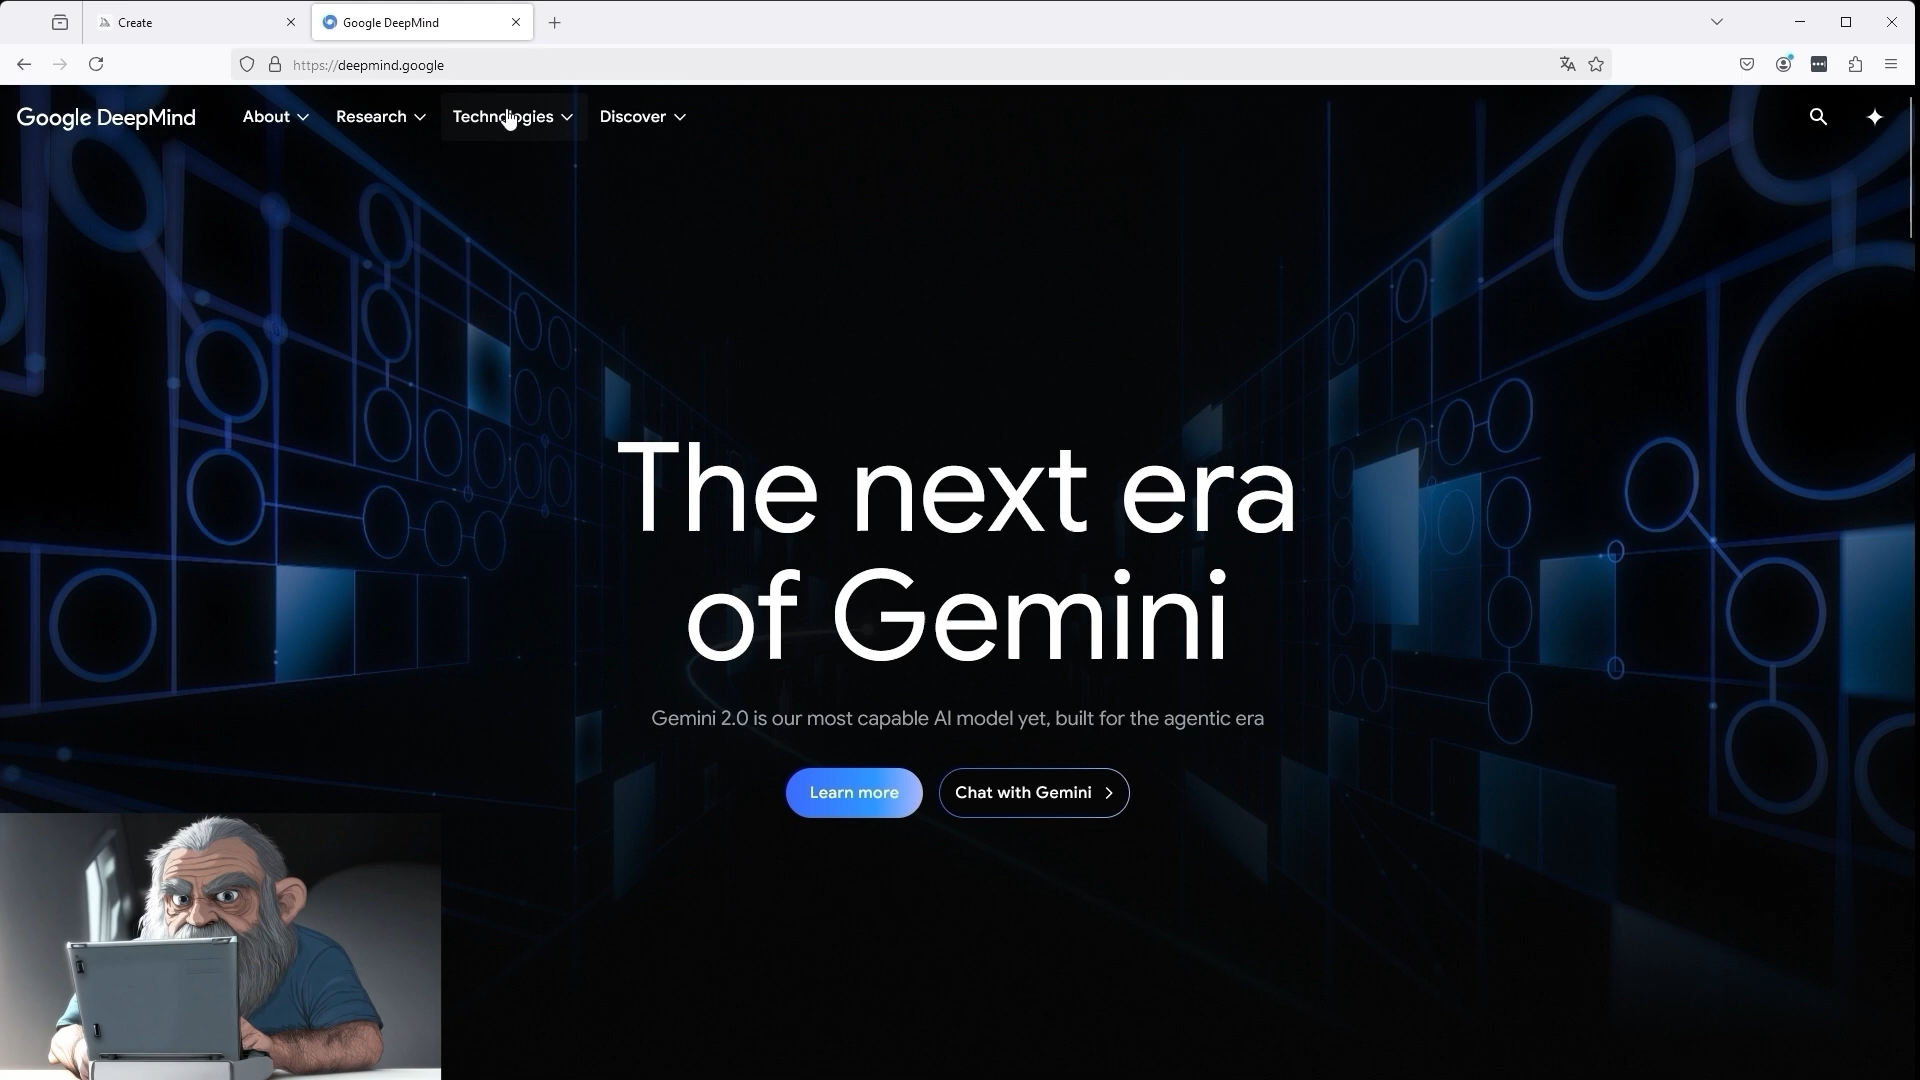 Create
Google DeepMind
https://deepmind.google
Google DeepMind
About
Research
Technologies
Discover
The next era
of Gemini
Gemini 2.0 is our most capable AI model yet, built for the agentic era
Learn more
Chat with Gemini